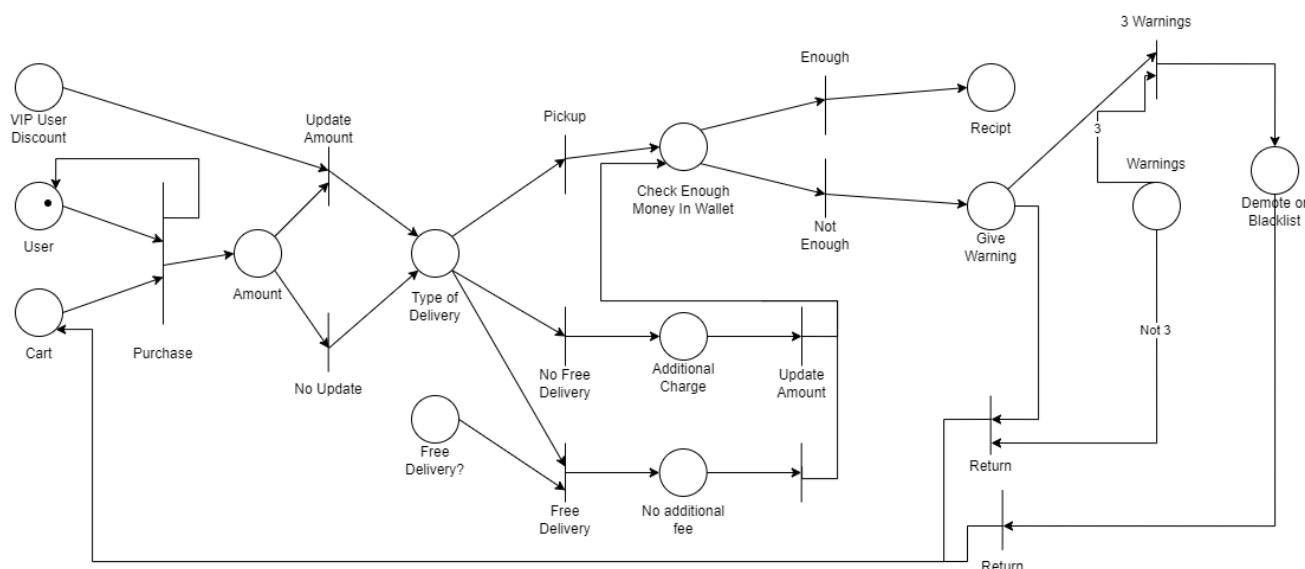 3 Warnings
Enough
VIP User
Discount
Update
Amount
Pickup
Recipt
3
Warnings
Check Enough
Money In Wallet
Demote or
Blacklist
User
Not
Enough
Give
Warning
Amount
Type of
Delivery
Cart
Purchase
No Update
Not 3
No Free
Delivery
Additional
Charge
Update
Amount
Free
Delivery?
Return
Free
Delivery
No additional
fee
Return